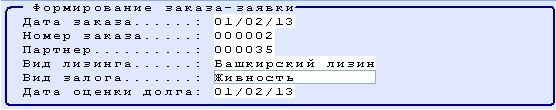 Формирование заказа-заявки
Дата заказа......: 01/02/13
Номер заказа.....: 000002
Партнер..........: 000035
Вид лизинга......: Башкирский лизин
Вид залога.......: Живность
Дата оценки долга: 01/02/13